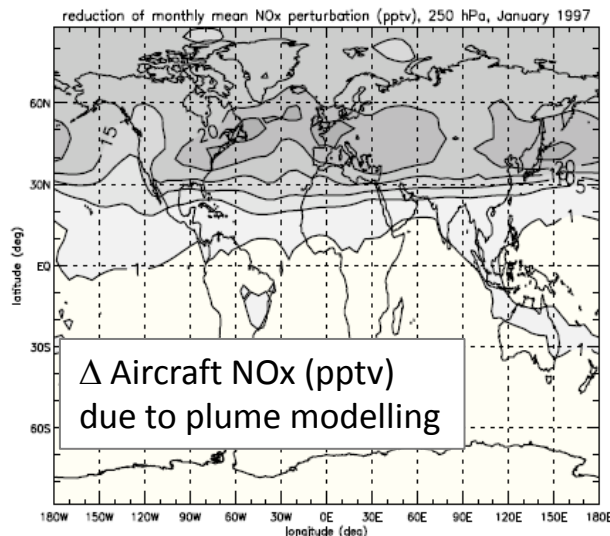 reduction of monthly mean NOx perturbation (pptv), 250 hPa, January 1997
60N
30N
EQ
30S
60S
latitude (deg)
15
20
20
10
5
1
1
1
Δ Aircraft NOx (pptv)
due to plume modelling
180W 150W 120W 90W 60W 30W 0E 30E 60E 90E 120E 150E 180E
longitude (deg)